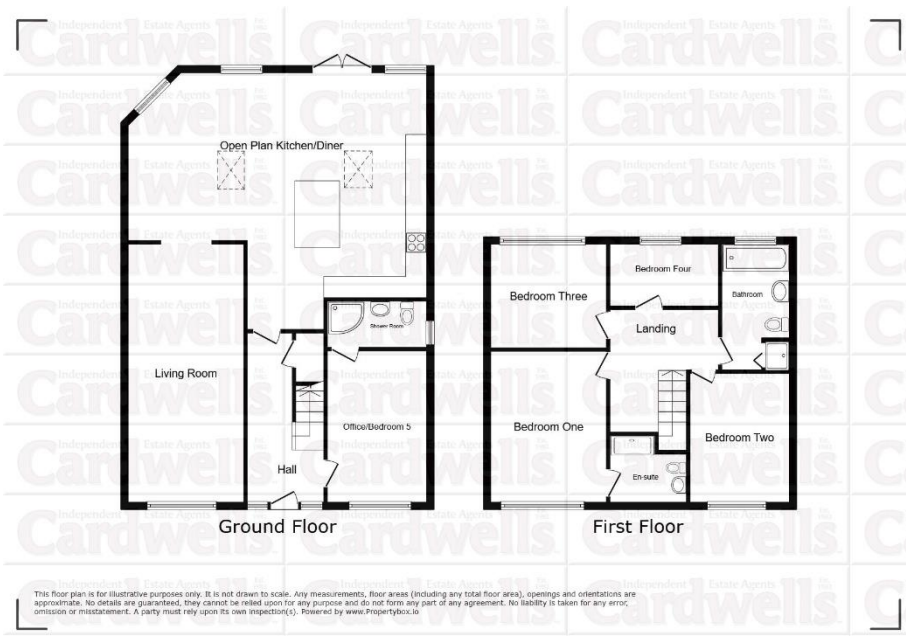 Independent Estate Agents
Cardwells
Open Plan Kitchen/Diner
Shower Room
Living Room
Office/Bedroom 5
Hall
Ground Floor
Bedroom Four
Bedroom Three
Bathroom
Landing
Bedroom One
Bedroom Two
En-suite
First Floor
This floor plan is for illustrative purposes only. It is not drawn to scale. Any measurements, floor areas (including any total floor area), openings and orientations are
approximate. No details are guaranteed, they cannot be relied upon for any purpose and do not form any part of any agreement. No liability is taken for any error,
omission or misstatement. A party must rely upon its own inspection(s). Powered by www.Propertybox.io